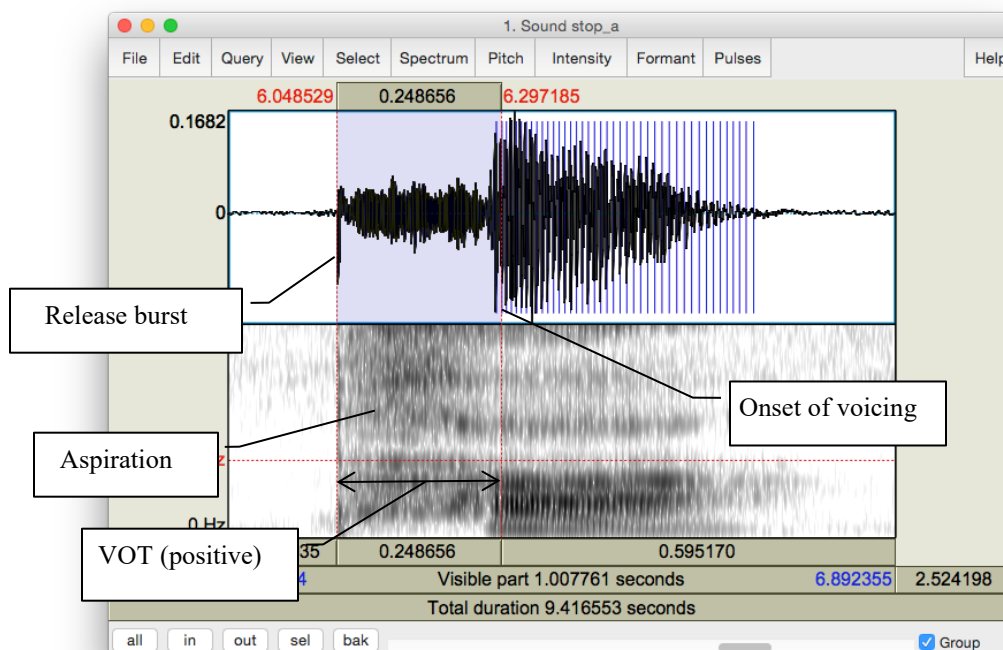 1. Sound stop_a
File Edit Query View Select Spectrum Pitch Intensity Formant Pulses Help
6.048529 0.248656 6.297185
0.1682
0
Release burst
Onset of voicing
Aspiration
z
0 Hz
VOT (positive)
35 0.248656 0.595170
4 Visible part 1.007761 seconds 6.892355 2.524198
Total duration 9.416553 seconds
all in out sel bak Group